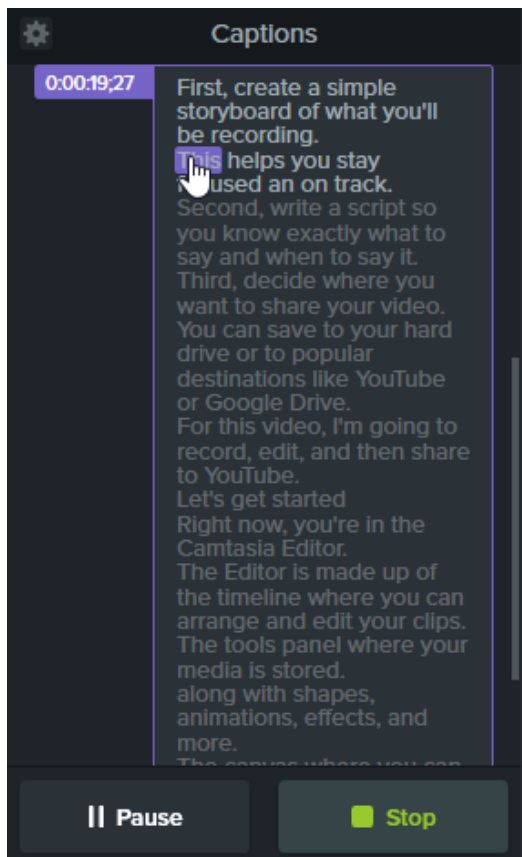 Captions
0:00:19;27
First, create a simple
storyboard of what you'll
be recording.
This helps you stay
focused an on track.
Second, write a script so
you know exactly what to
say and when to say it.
Third, decide where you
want to share your video.
You can save to your hard
drive or to popular
destinations like YouTube
or Google Drive.
For this video, I'm going to
record, edit, and then share
to YouTube.
Let's get started
Right now, you're in the
Camtasia Editor.
The Editor is made up of
the timeline where you can
arrange and edit your clips.
The tools panel where your
media is stored.
along with shapes,
animations, effects, and
more.
The canvas where you can
Pause
Stop